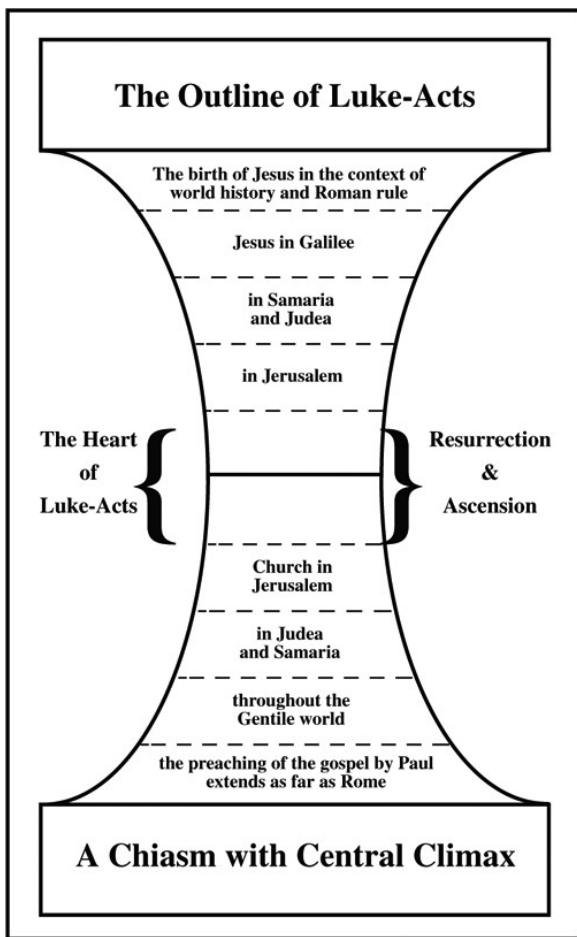 The Outline of Luke-Acts
The birth of Jesus in the context of
world history and Roman rule
Jesus in Galilee
in Samaria
and Judea
in Jerusalem
The Heart
of
Luke-Acts
Resurrection
&
Ascension
Church in
Jerusalem
in Judea
and Samaria
throughout the
Gentile world
the preaching of the gospel by Paul
extends as far as Rome
A Chiasm with Central Climax